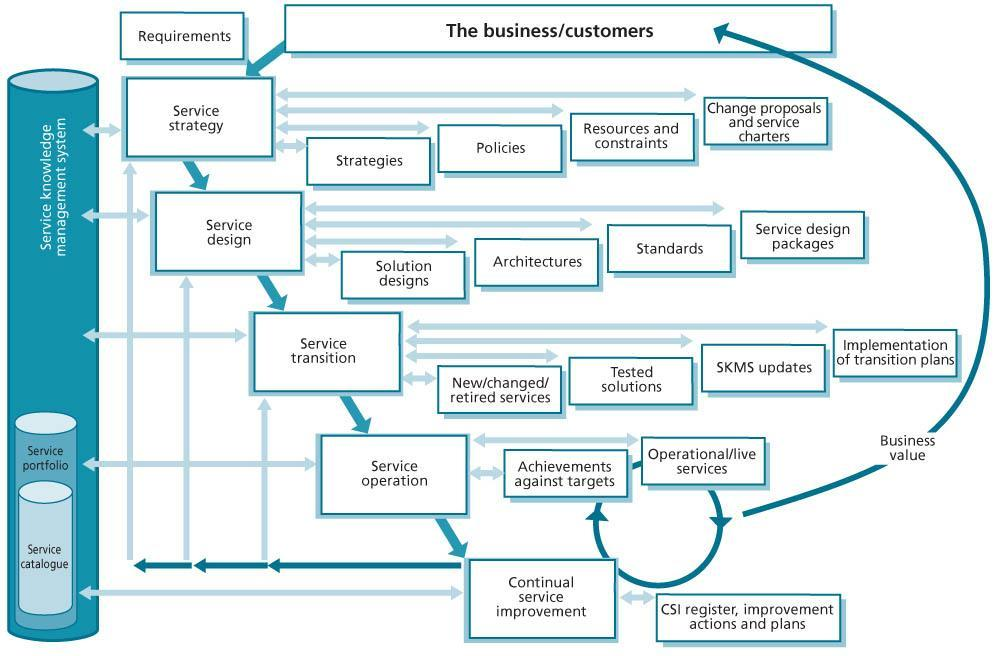 Requirements
The business/customers
Service knowledge
management system
Service
strategy
Strategies
Policies
Resources and
constraints
Change proposals
and service
charters
Service
design
Solution
designs
Architectures
Standards
Service design
packages
Service
transition
New/changed/
retired services
Tested
solutions
SKMS updates
Implementation
of transition plans
Service
portfolio
Service
operation
Achievements
against targets
Operational/live
services
Business
value
Service
catalogue
Continual
service
improvement
CSI register, improvement
actions and plans